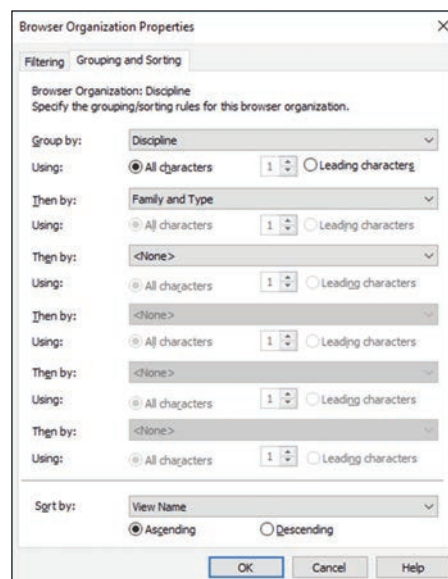 Browser Organization Properties
Filtering Grouping and Sorting
Browser Organization: Discipline
Specify the grouping/sorting rules for this browser organization.
Group by: Discipline
Using: All characters 1 Leading characters
Then by: Family and Type
Using: All characters 1 Leading characters
Then by: <None>
Using: All characters 1 Leading characters
Then by: <None>
Using: All characters 1 Leading characters
Then by: <None>
Using: All characters 1 Leading characters
Then by: <None>
Using: All characters 1 Leading characters
Sort by: View Name
Ascending Descending
OK Cancel Help